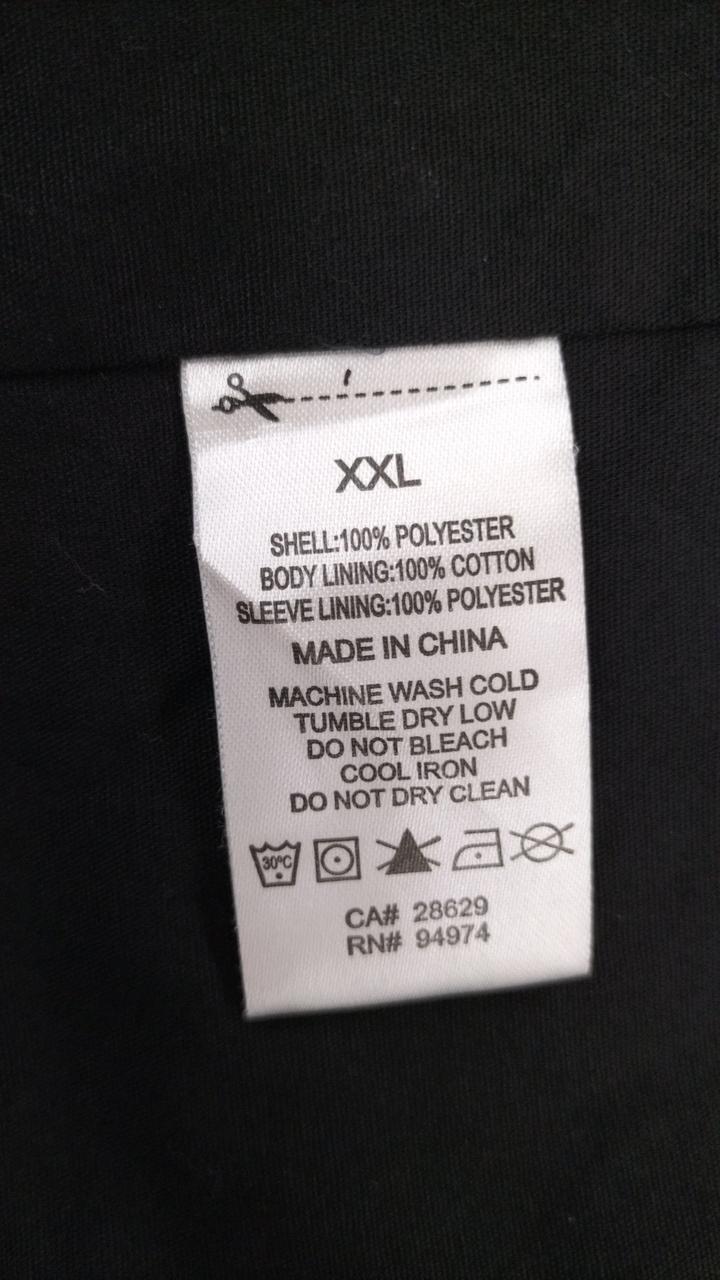 XXL
SHELL:100% POLYESTER
BODY LINING:100% COTTON
SLEEVE LINING:100% POLYESTER
MADE IN CHINA
MACHINE WASH COLD
TUMBLE DRY LOW
DO NOT BLEACH
COOL IRON
DO NOT DRY CLEAN
30°C
CA# 28629
RN# 94974